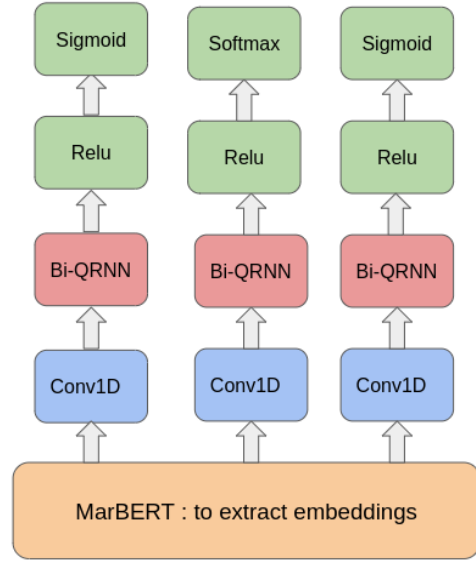 Sigmoid
Softmax
Sigmoid
Relu
Relu
Relu
Bi-QRNN
Bi-QRNN
Bi-QRNN
Conv1D
Conv1D
Conv1D
MarBERT : to extract embeddings